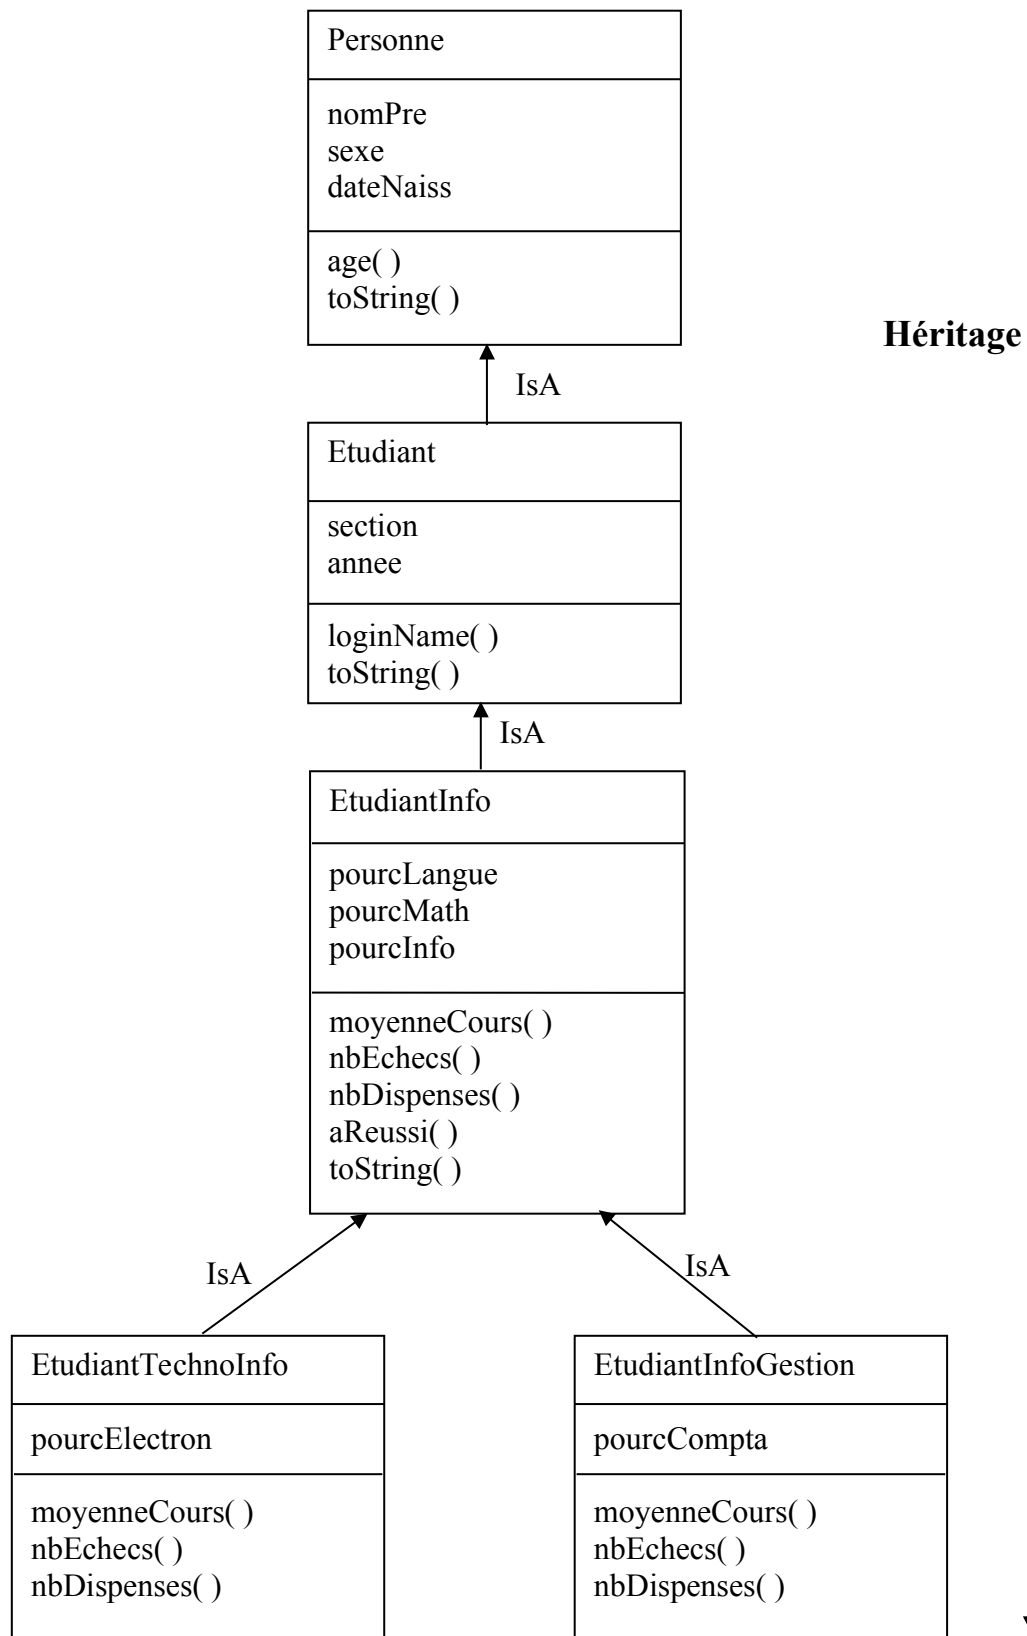 Personne
nomPre
sexe
dateNaiss
age( )
toString( )
Héritage
IsA
Etudiant
section
annee
loginName( )
toString( )
IsA
EtudiantInfo
pourcLangue
pourcMath
pourcInfo
moyenneCours( )
nbEchecs( )
nbDispenses( )
aReussi( )
toString( )
IsA
IsA
EtudiantTechnoInfo
pourcElectron
moyenneCours( )
nbEchecs( )
nbDispenses( )
EtudiantInfoGestion
pourcCompta
moyenneCours( )
nbEchecs( )
nbDispenses( )